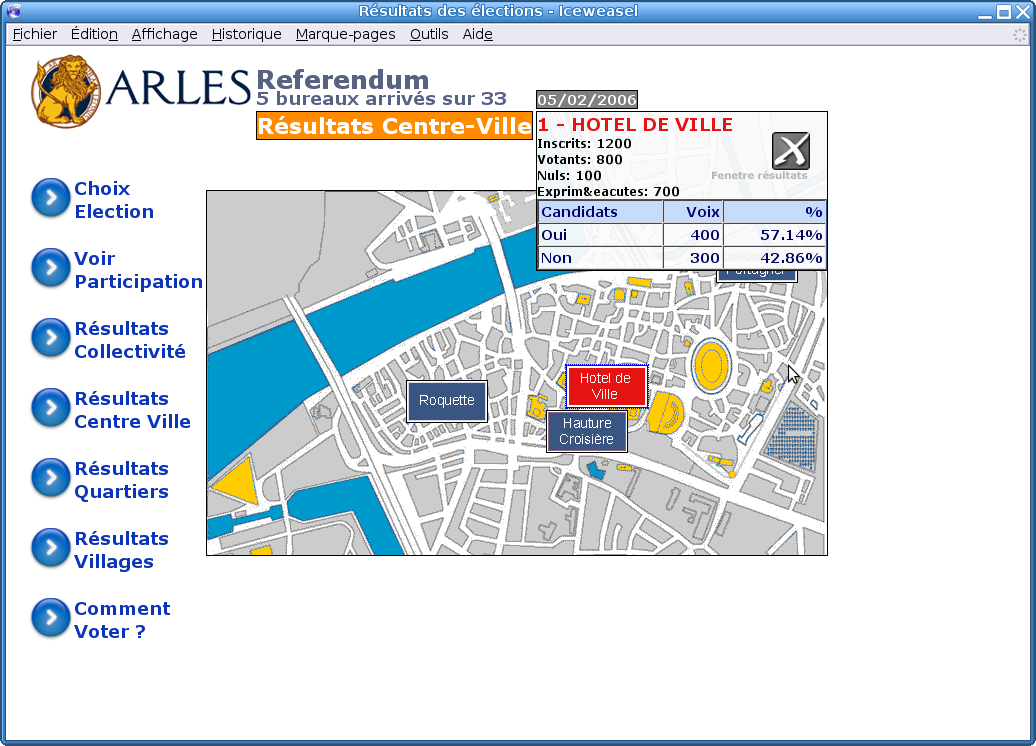 Résultats des élections - Iceweasel
Fichier Édition Affichage Historique Marque-pages Outils Aide
ARLES
Referendum
5 bureaux arrivés sur 33
05/02/2006
Résultats Centre-Ville
1 - HOTEL DE VILLE
Inscrits: 1200
Votants: 800
Nuls: 100
Fenetre résultats
Exprim&eacutes: 700
Candidats Voix %
Oui 400 57.14%
Non 300 42.86%
Choix
Election
Voir
Participation
Résultats
Collectivité
Résultats
Centre Ville
Résultats
Quartiers
Résultats
Villages
Comment
Voter ?
Hotel de
Ville
Roquette
Hauture
Croisière